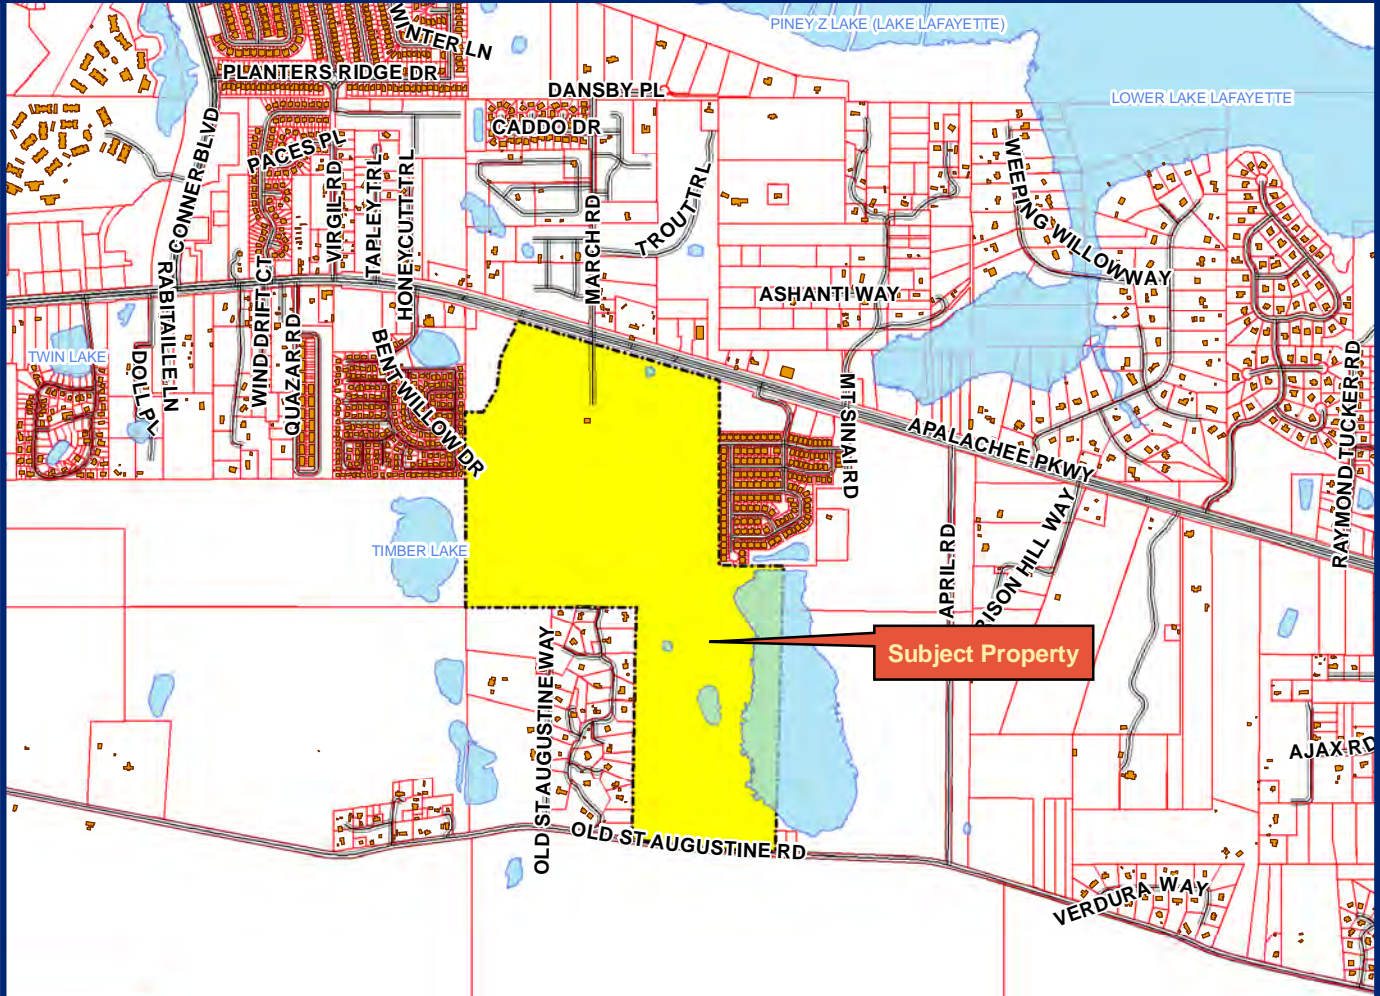 WINTER LN
PINEY Z LAKE (LAKE LAFAYETTE)
PLANTERS RIDGE DR
DANSBY PL
LOWER LAKE LAFAYETTE
CADDO DR
PACES PL
CONNER BLVD
VIRGIL RD
TAPLEY TRL
HONEYCUTT TRL
TROUT TRL
MARCH RD
WEEPING WILLOW WAY
RABITAILLE LN
WIND DRIFT CT
QUAZAR RD
ASHANTI WAY
TWIN LAKE
DOLL PL
BENT WILLOW DR
MT SINAI RD
APALACHEE PKWY
RAYMOND TUCKER RD
TIMBER LAKE
APRIL RD
RISON HILL WAY
Subject Property
OLD ST AUGUSTINE WAY
AJAX RD
OLD ST AUGUSTINE RD
VERDURA WAY